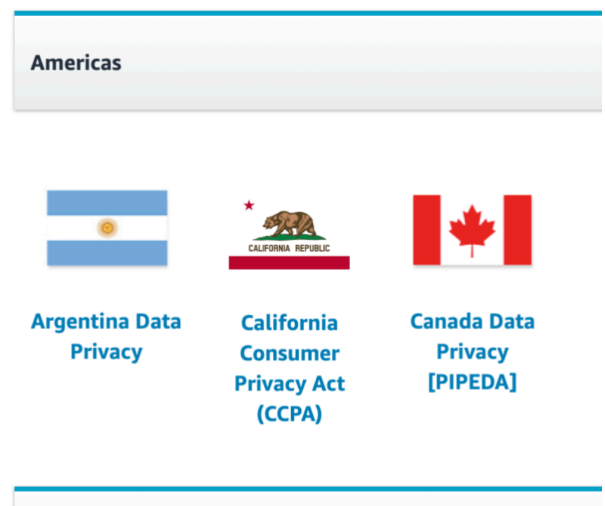 Americas
CALIFORNIA REPUBLIC
Argentina Data
Privacy
California
Consumer
Privacy Act
(CCPA)
Canada Data
Privacy
[PIPEDA]